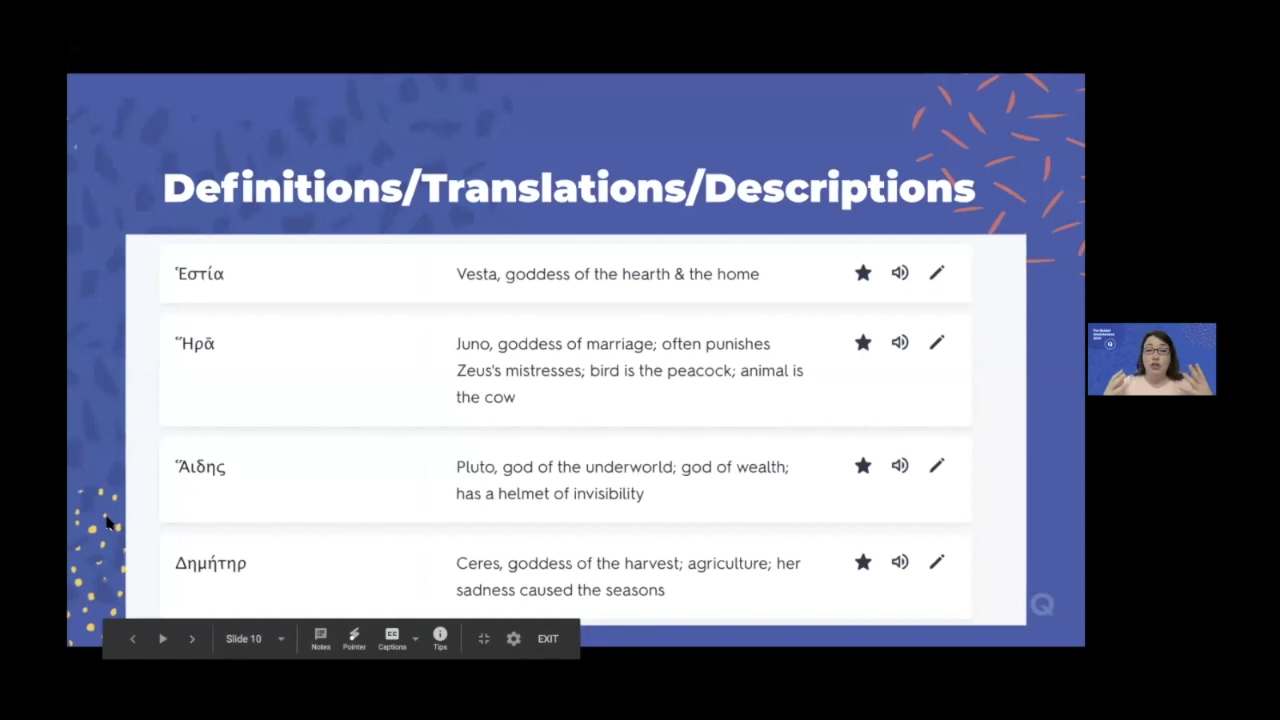 Definitions/Translations/Descriptions
Ἑστία
Vesta, goddess of the hearth & the home
Ἥρᾱ
Juno, goddess of marriage; often punishes
Zeus's mistresses; bird is the peacock; animal is
the cow
Ἅιδης
Pluto, god of the underworld; god of wealth;
has a helmet of invisibility
Δημήτηρ
Ceres, goddess of the harvest; agriculture; her
sadness caused the seasons
Q
Slide 10
Notes
Pointer
CC
Captions
Tips
EXIT